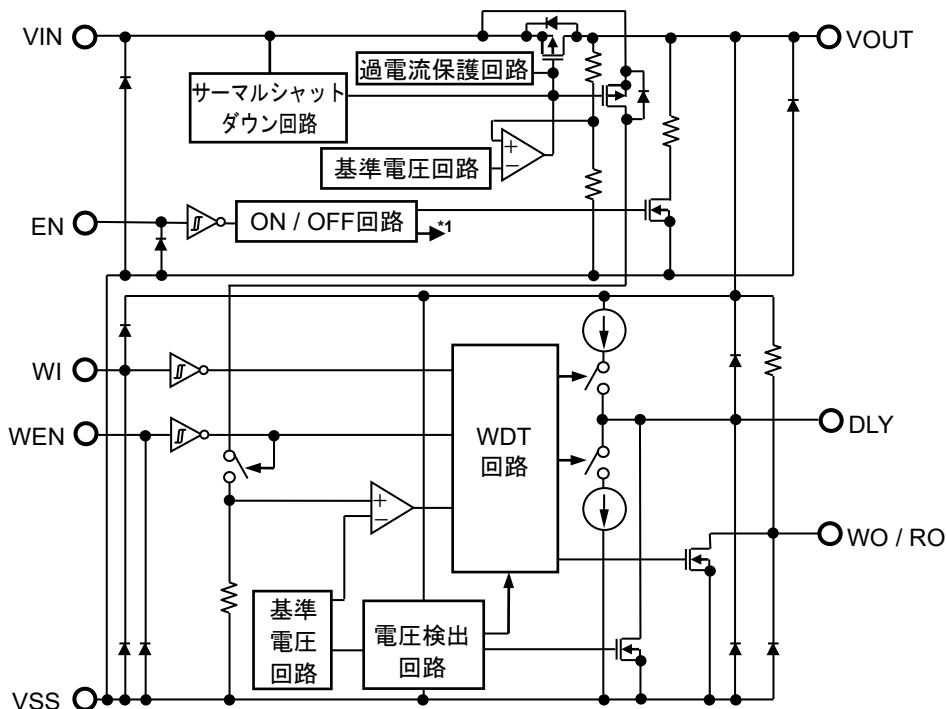 VIN
VOUT
過電流保護回路
サーマルシャット
ダウン回路
+
−
基準電圧回路
EN
ON / OFF回路
*1
WI
WEN
WDT
回路
DLY
+
−
WO / RO
基準
電圧
回路
電圧検出
回路
VSS